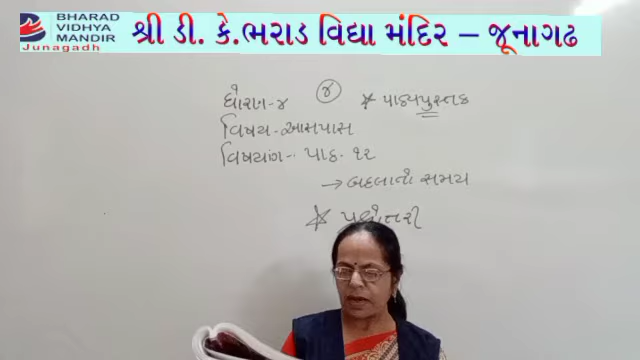 BHARAD
VIDHYA
MANDIR
Junagadh
શ્રી ડી. કે.ભરાડ વિદ્યા મંદિર – જૂનાગઢ
૪
ધોરણ-૪ * પાઠ્યપુસ્તક
વિષય-આસપાસ
વિષયાંગ- પાઠ.૧૨
→ બદલાતો સમય
* પ્રશ્નોત્તરી